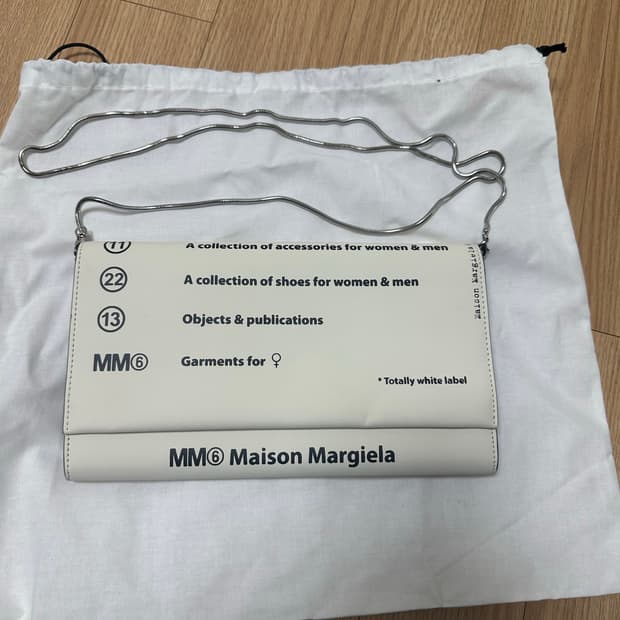 ⑪ A collection of accessories for women & men
㉒ A collection of shoes for women & men
⑬ Objects & publications
MM⑥ Garments for ♀
* Totally white label
MM⑥ Maison Margiela
Maison Margiela